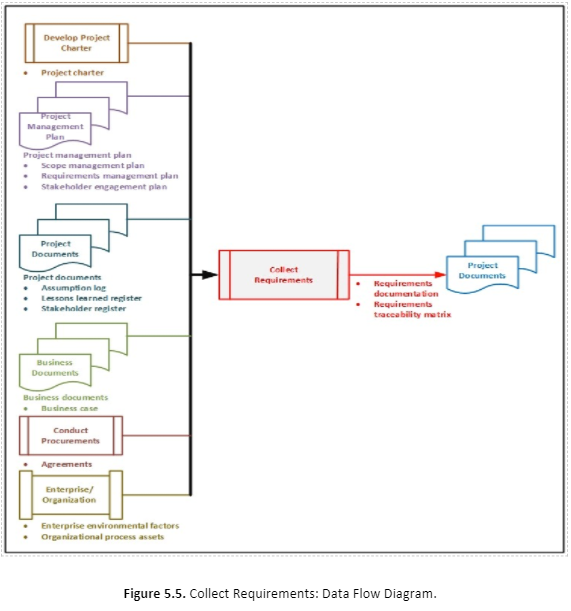 Develop Project
Charter
• Project charter
Project
Management
Plan
Project management plan
• Scope management plan
• Requirements management plan
• Stakeholder engagement plan
Project
Documents
Project documents
• Assumption log
• Lessons learned register
• Stakeholder register
Business
Documents
Business documents
• Business case
Conduct
Procurements
• Agreements
Enterprise/
Organization
• Enterprise environmental factors
• Organizational process assets
Collect
Requirements
• Requirements
documentation
• Requirements
traceability matrix
Project
Documents
Figure 5.5. Collect Requirements: Data Flow Diagram.